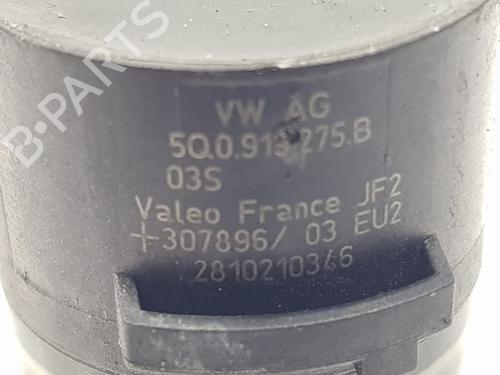 B-PARTS
VW AG
5Q0.919.275.B
03S
Valeo France JF2
+307896/ 03 EU2
2810210346